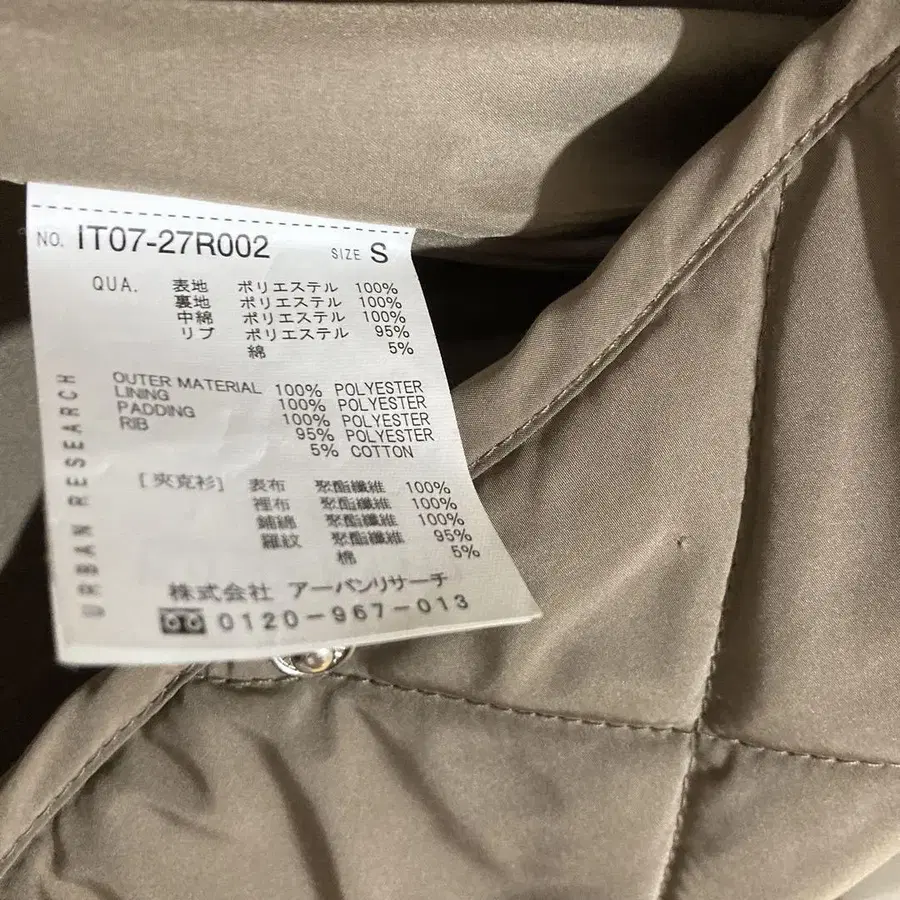 NO. IT07-27R002 SIZE S
QUA. 表地 ポリエステル 100%
裏地 ポリエステル 100%
中綿 ポリエステル 100%
リブ ポリエステル 95%
綿 5%
OUTER MATERIAL 100% POLYESTER
LINING 100% POLYESTER
PADDING 100% POLYESTER
RIB 95% POLYESTER
5% COTTON
[夾克衫] 表布 聚酯纖維 100%
裡布 聚酯纖維 100%
鋪綿 聚酯纖維 100%
羅紋 聚酯纖維 95%
棉 5%
株式会社 アーバンリサーチ
0120-967-013
URBAN RESEARCH